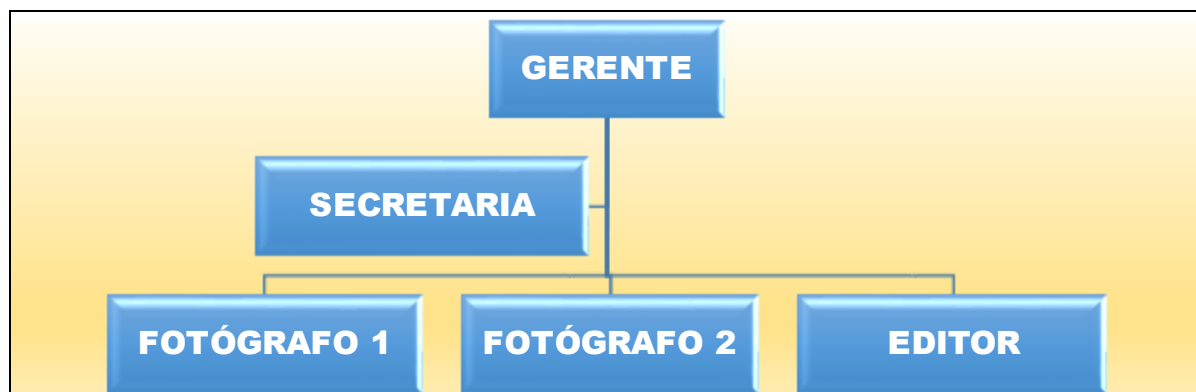 GERENTE
SECRETARIA
FOTÓGRAFO 1
FOTÓGRAFO 2
EDITOR